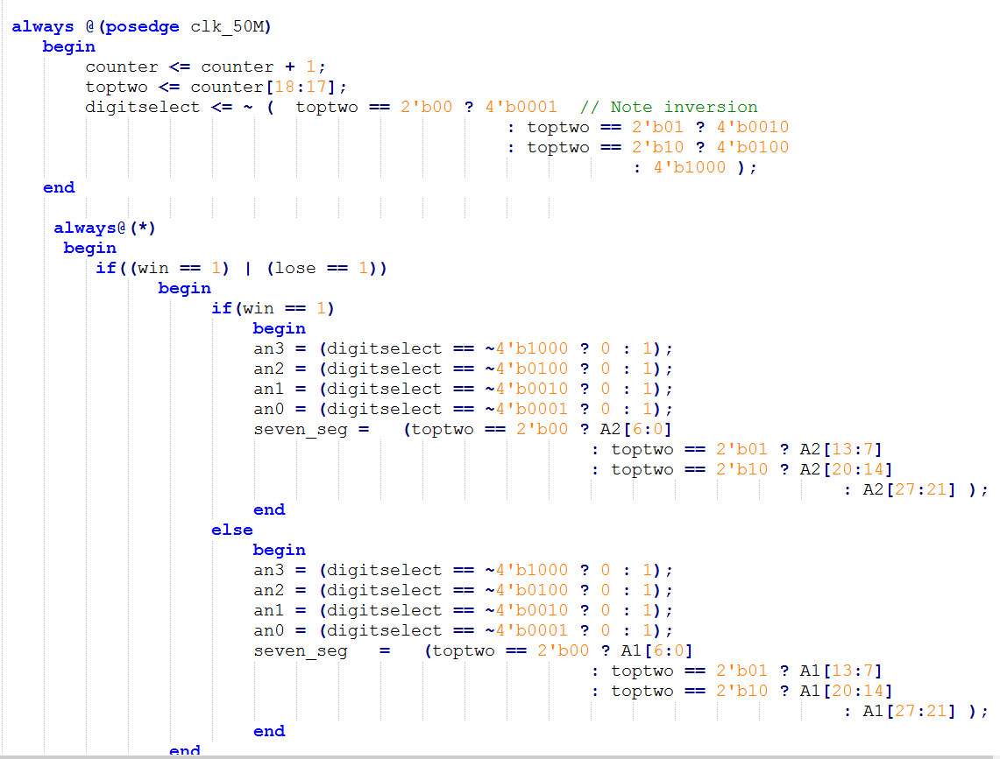 always @(posedge clk_50M)
begin
counter <= counter + 1;
toptwo <= counter[18:17];
digitselect <= ~ ( toptwo == 2'b00 ? 4'b0001 // Note inversion
: toptwo == 2'b01 ? 4'b0010
: toptwo == 2'b10 ? 4'b0100
: 4'b1000 );
end
always@(*)
begin
if((win == 1) | (lose == 1))
begin
if(win == 1)
begin
an3 = (digitselect == ~4'b1000 ? 0 : 1);
an2 = (digitselect == ~4'b0100 ? 0 : 1);
an1 = (digitselect == ~4'b0010 ? 0 : 1);
an0 = (digitselect == ~4'b0001 ? 0 : 1);
seven_seg = (toptwo == 2'b00 ? A2[6:0]
: toptwo == 2'b01 ? A2[13:7]
: toptwo == 2'b10 ? A2[20:14]
: A2[27:21] );
end
else
begin
an3 = (digitselect == ~4'b1000 ? 0 : 1);
an2 = (digitselect == ~4'b0100 ? 0 : 1);
an1 = (digitselect == ~4'b0010 ? 0 : 1);
an0 = (digitselect == ~4'b0001 ? 0 : 1);
seven_seg = (toptwo == 2'b00 ? A1[6:0]
: toptwo == 2'b01 ? A1[13:7]
: toptwo == 2'b10 ? A1[20:14]
: A1[27:21] );
end
end